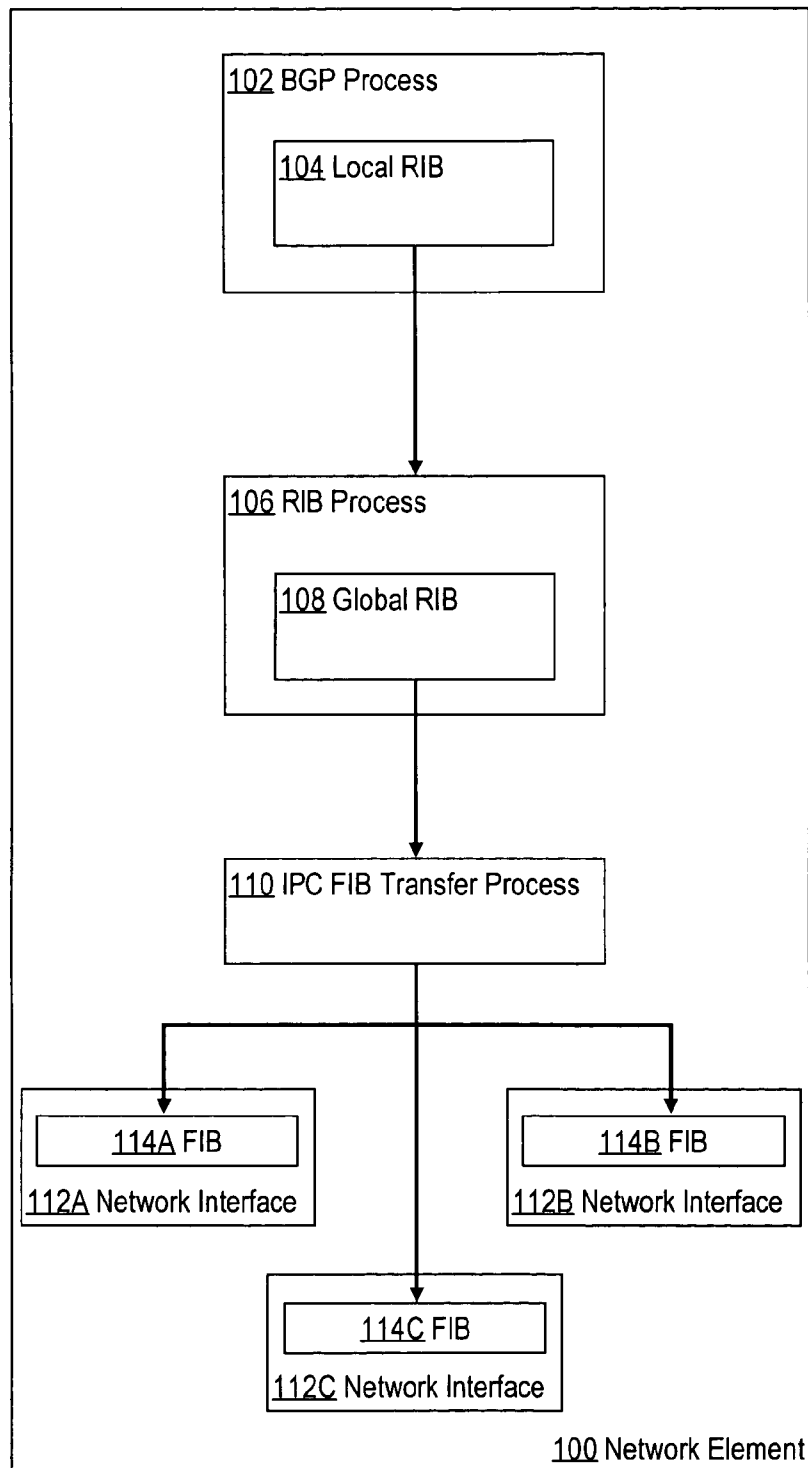 102 BGP Process
104 Local RIB
106 RIB Process
108 Global RIB
110 IPC FIB Transfer Process
114A FIB
112A Network Interface
114B FIB
112B Network Interface
114C FIB
112C Network Interface
100 Network Element